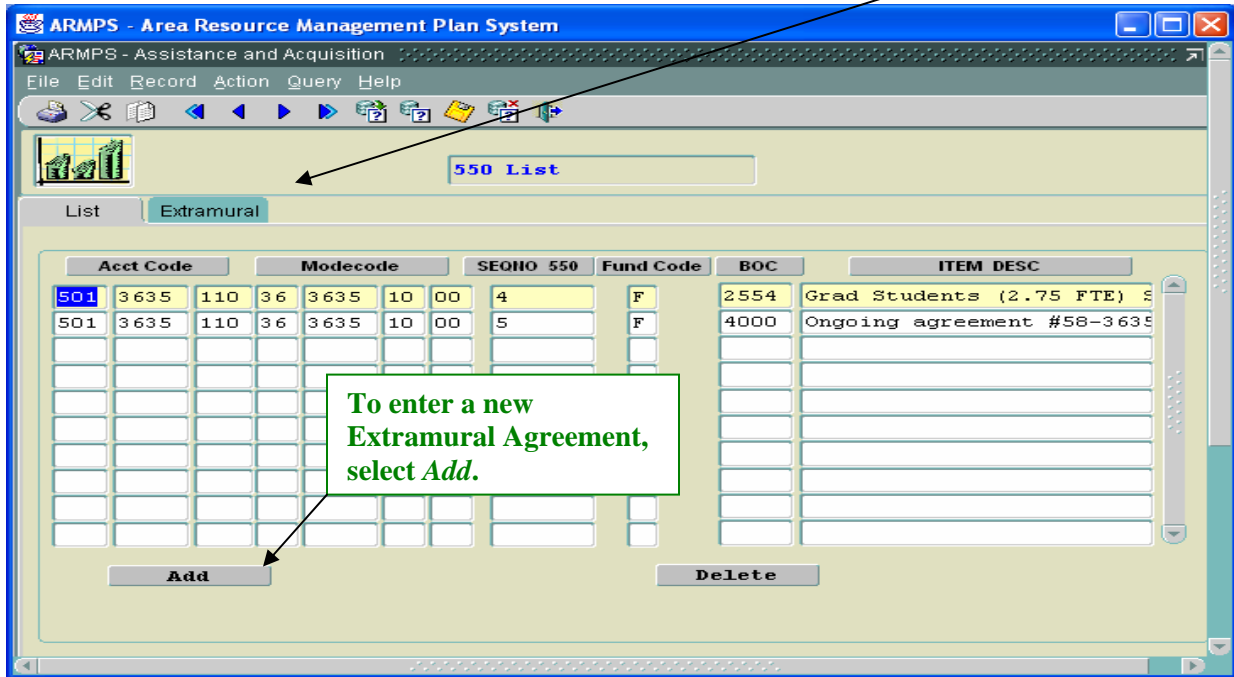 ARMPS - Area Resource Management Plan System
ARMPS - Assistance and Acquisition
File Edit Record Action Query Help
550 List
List Extramural
Acct Code Modecode SEQNO 550 Fund Code BOC ITEM DESC
501 3635 110 36 3635 10 00 4 F 2554 Grad Students (2.75 FTE) S
501 3635 110 36 3635 10 00 5 F 4000 Ongoing agreement #58-3635
To enter a new
Extramural Agreement,
select Add.
Add Delete